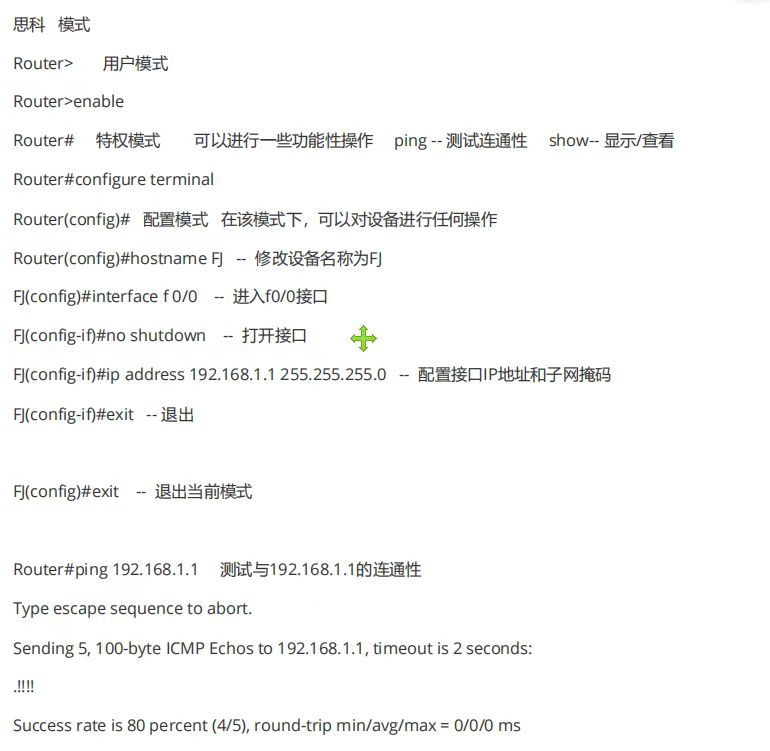 思科 模式
Router> 用户模式
Router>enable
Router# 特权模式 可以进行一些功能性操作 ping -- 测试连通性 show-- 显示/查看
Router#configure terminal
Router(config)# 配置模式 在该模式下，可以对设备进行任何操作
Router(config)#hostname FJ -- 修改设备名称为FJ
FJ(config)#interface f 0/0 -- 进入f0/0接口
FJ(config-if)#no shutdown -- 打开接口
FJ(config-if)#ip address 192.168.1.1 255.255.255.0 -- 配置接口IP地址和子网掩码
FJ(config-if)#exit -- 退出
FJ(config)#exit -- 退出当前模式
Router#ping 192.168.1.1 测试与192.168.1.1的连通性
Type escape sequence to abort.
Sending 5, 100-byte ICMP Echos to 192.168.1.1, timeout is 2 seconds:
.!!!!
Success rate is 80 percent (4/5), round-trip min/avg/max = 0/0/0 ms